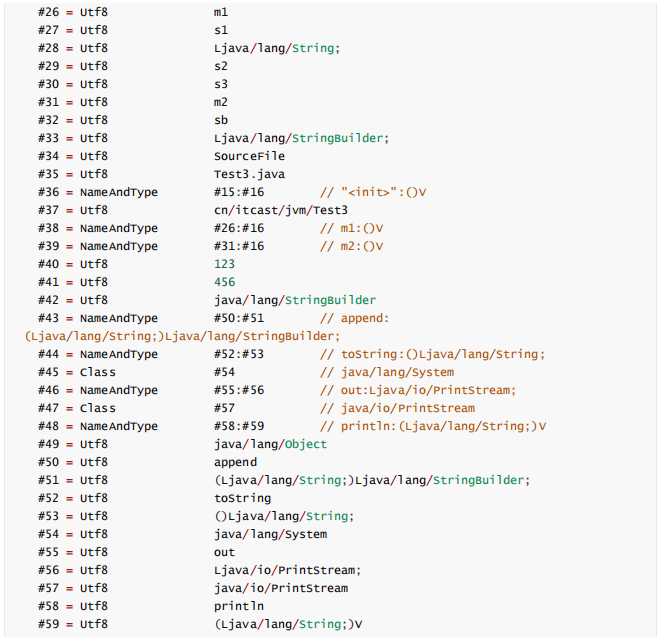 #26 = Utf8 m1
#27 = Utf8 s1
#28 = Utf8 Ljava/lang/String;
#29 = Utf8 s2
#30 = Utf8 s3
#31 = Utf8 m2
#32 = Utf8 sb
#33 = Utf8 Ljava/lang/StringBuilder;
#34 = Utf8 SourceFile
#35 = Utf8 Test3.java
#36 = NameAndType #15:#16 // "<init>":()V
#37 = Utf8 cn/itcast/jvm/Test3
#38 = NameAndType #26:#16 // m1:()V
#39 = NameAndType #31:#16 // m2:()V
#40 = Utf8 123
#41 = Utf8 456
#42 = Utf8 java/lang/StringBuilder
#43 = NameAndType #50:#51 // append:
(Ljava/lang/String;)Ljava/lang/StringBuilder;
#44 = NameAndType #52:#53 // toString:()Ljava/lang/String;
#45 = Class #54 // java/lang/System
#46 = NameAndType #55:#56 // out:Ljava/io/PrintStream;
#47 = Class #57 // java/io/PrintStream
#48 = NameAndType #58:#59 // println:(Ljava/lang/String;)V
#49 = Utf8 java/lang/Object
#50 = Utf8 append
#51 = Utf8 (Ljava/lang/String;)Ljava/lang/StringBuilder;
#52 = Utf8 toString
#53 = Utf8 ()Ljava/lang/String;
#54 = Utf8 java/lang/System
#55 = Utf8 out
#56 = Utf8 Ljava/io/PrintStream;
#57 = Utf8 java/io/PrintStream
#58 = Utf8 println
#59 = Utf8 (Ljava/lang/String;)V